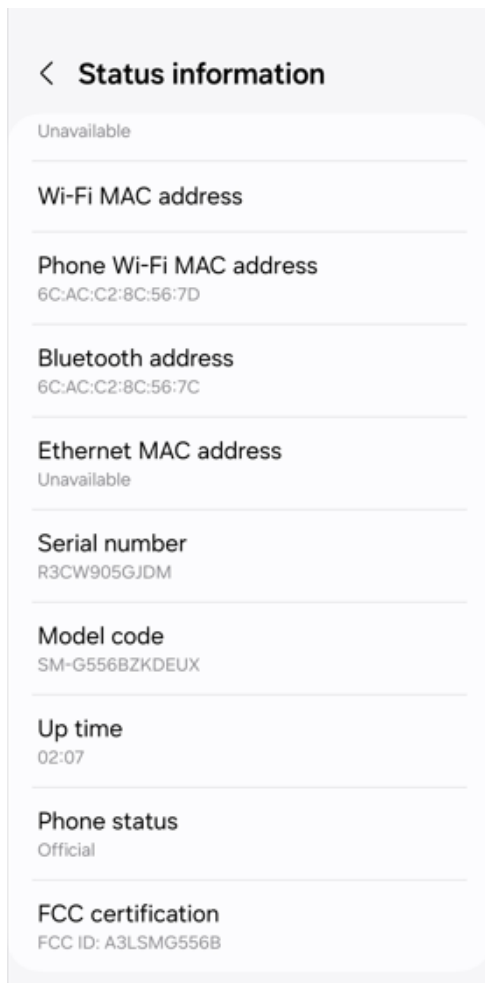 Status information
Unavailable
Wi-Fi MAC address
Phone Wi-Fi MAC address
6C:AC:C2:8C:56:7D
Bluetooth address
6C:AC:C2:8C:56:7C
Ethernet MAC address
Unavailable
Serial number
R3CW905GJDM
Model code
SM-G556BZKDEUX
Up time
02:07
Phone status
Official
FCC certification
FCC ID: A3LSMG556B